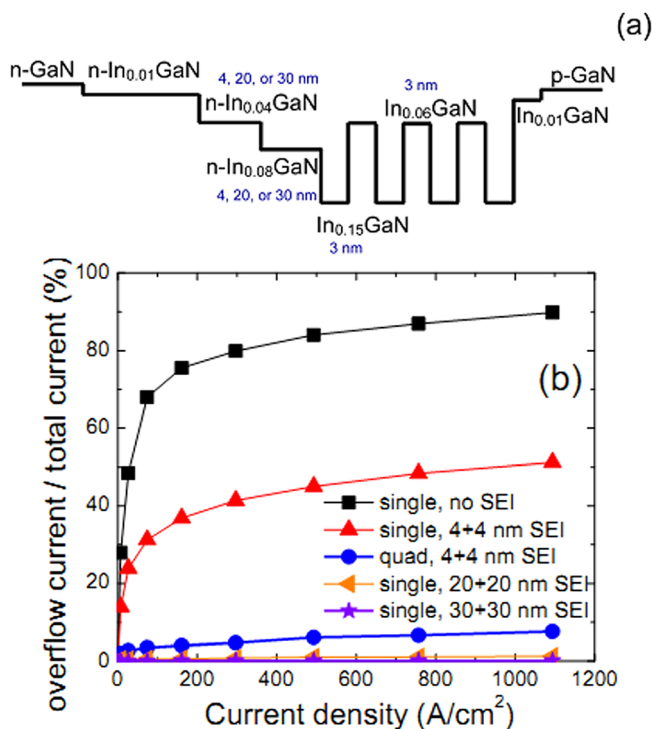 (a)
n-GaN
n-In0.01GaN
4, 20, or 30 nm
n-In0.04GaN
n-In0.08GaN
4, 20, or 30 nm
3 nm
In0.06GaN
p-GaN
In0.01GaN
In0.15GaN
3 nm
(b)
overflow current / total current (%)
100
80
60
40
20
0
single, no SEI
single, 4+4 nm SEI
quad, 4+4 nm SEI
single, 20+20 nm SEI
single, 30+30 nm SEI
0 200 400 600 800 1000 1200
Current density (A/cm²)